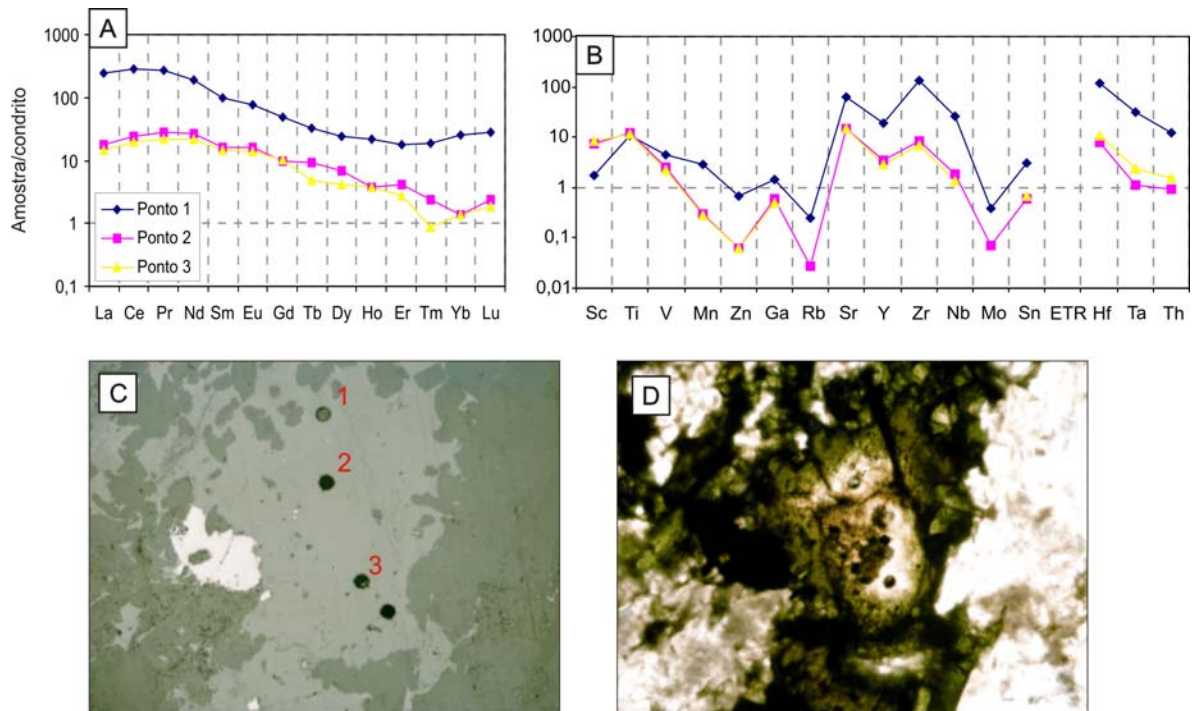 A
1000
100
10
1
0,1
Amostra/condrito
Ponto 1
Ponto 2
Ponto 3
La Ce Pr Nd Sm Eu Gd Tb Dy Ho Er Tm Yb Lu
B
1000
100
10
1
0,1
0,01
Sc Ti V Mn Zn Ga Rb Sr Y Zr Nb Mo Sn ETR Hf Ta Th
C
1
2
3
D